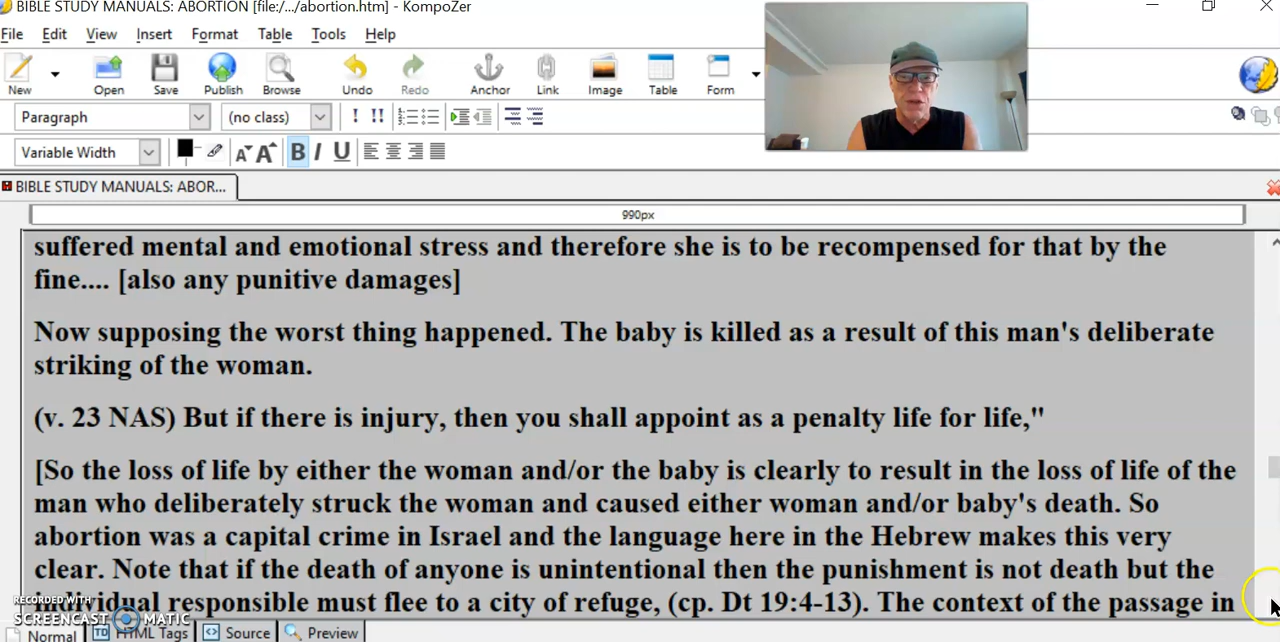 BIBLE STUDY MANUALS: ABORTION [file:/.../abortion.htm] - KompoZer
File Edit View Insert Format Table Tools Help
New Open Save Publish Browse Undo Redo Anchor Link Image Table Form
Paragraph (no class) ! !!
Variable Width A A B I U
BIBLE STUDY MANUALS: ABOR...
990px
suffered mental and emotional stress and therefore she is to be recompensed for that by the
fine.... [also any punitive damages]
Now supposing the worst thing happened. The baby is killed as a result of this man's deliberate
striking of the woman.
(v. 23 NAS) But if there is injury, then you shall appoint as a penalty life for life,"
[So the loss of life by either the woman and/or the baby is clearly to result in the loss of life of the
man who deliberately struck the woman and caused either woman and/or baby's death. So
abortion was a capital crime in Israel and the language here in the Hebrew makes this very
clear. Note that if the death of anyone is unintentional then the punishment is not death but the
individual responsible must flee to a city of refuge, (cp. Dt 19:4-13). The context of the passage in
RECORDED WITH
SCREENCAST MATIC
Normal TD HTML Tags Source Preview